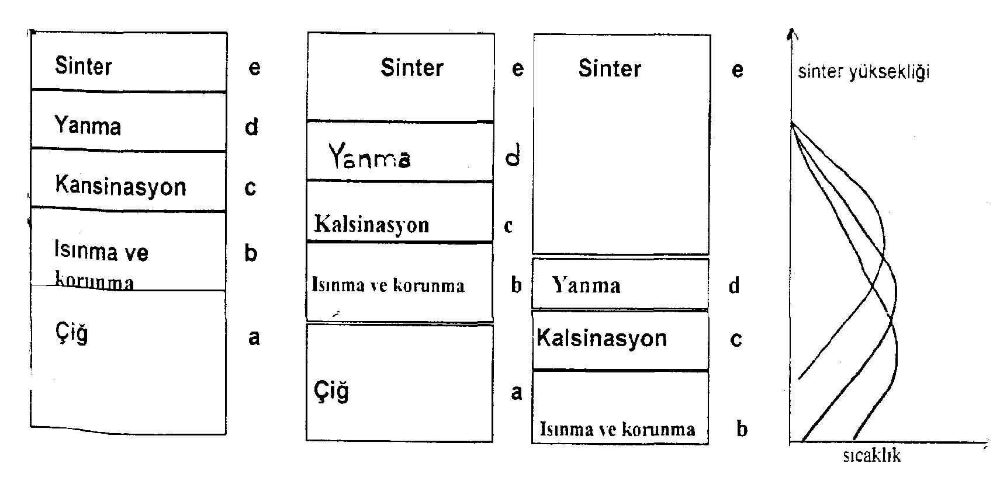 Sinter
e
Yanma
d
Kansinasyon
c
Isınma ve
korunma
b
Çiğ
a
Sinter
e
Yanma
d
Kalsinasyon
c
Isınma ve korunma
b
Çiğ
a
Sinter
e
Yanma
d
Kalsinasyon
c
Isınma ve korunma
b
sinter yüksekliği
sıcaklık